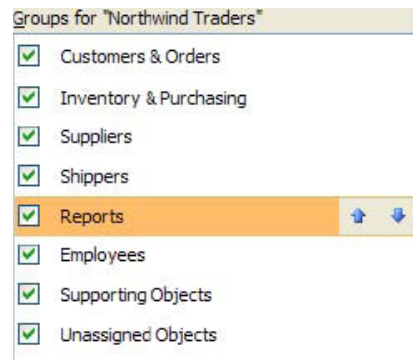 Groups for "Northwind Traders"
Customers & Orders
Inventory & Purchasing
Suppliers
Shippers
Reports
Employees
Supporting Objects
Unassigned Objects